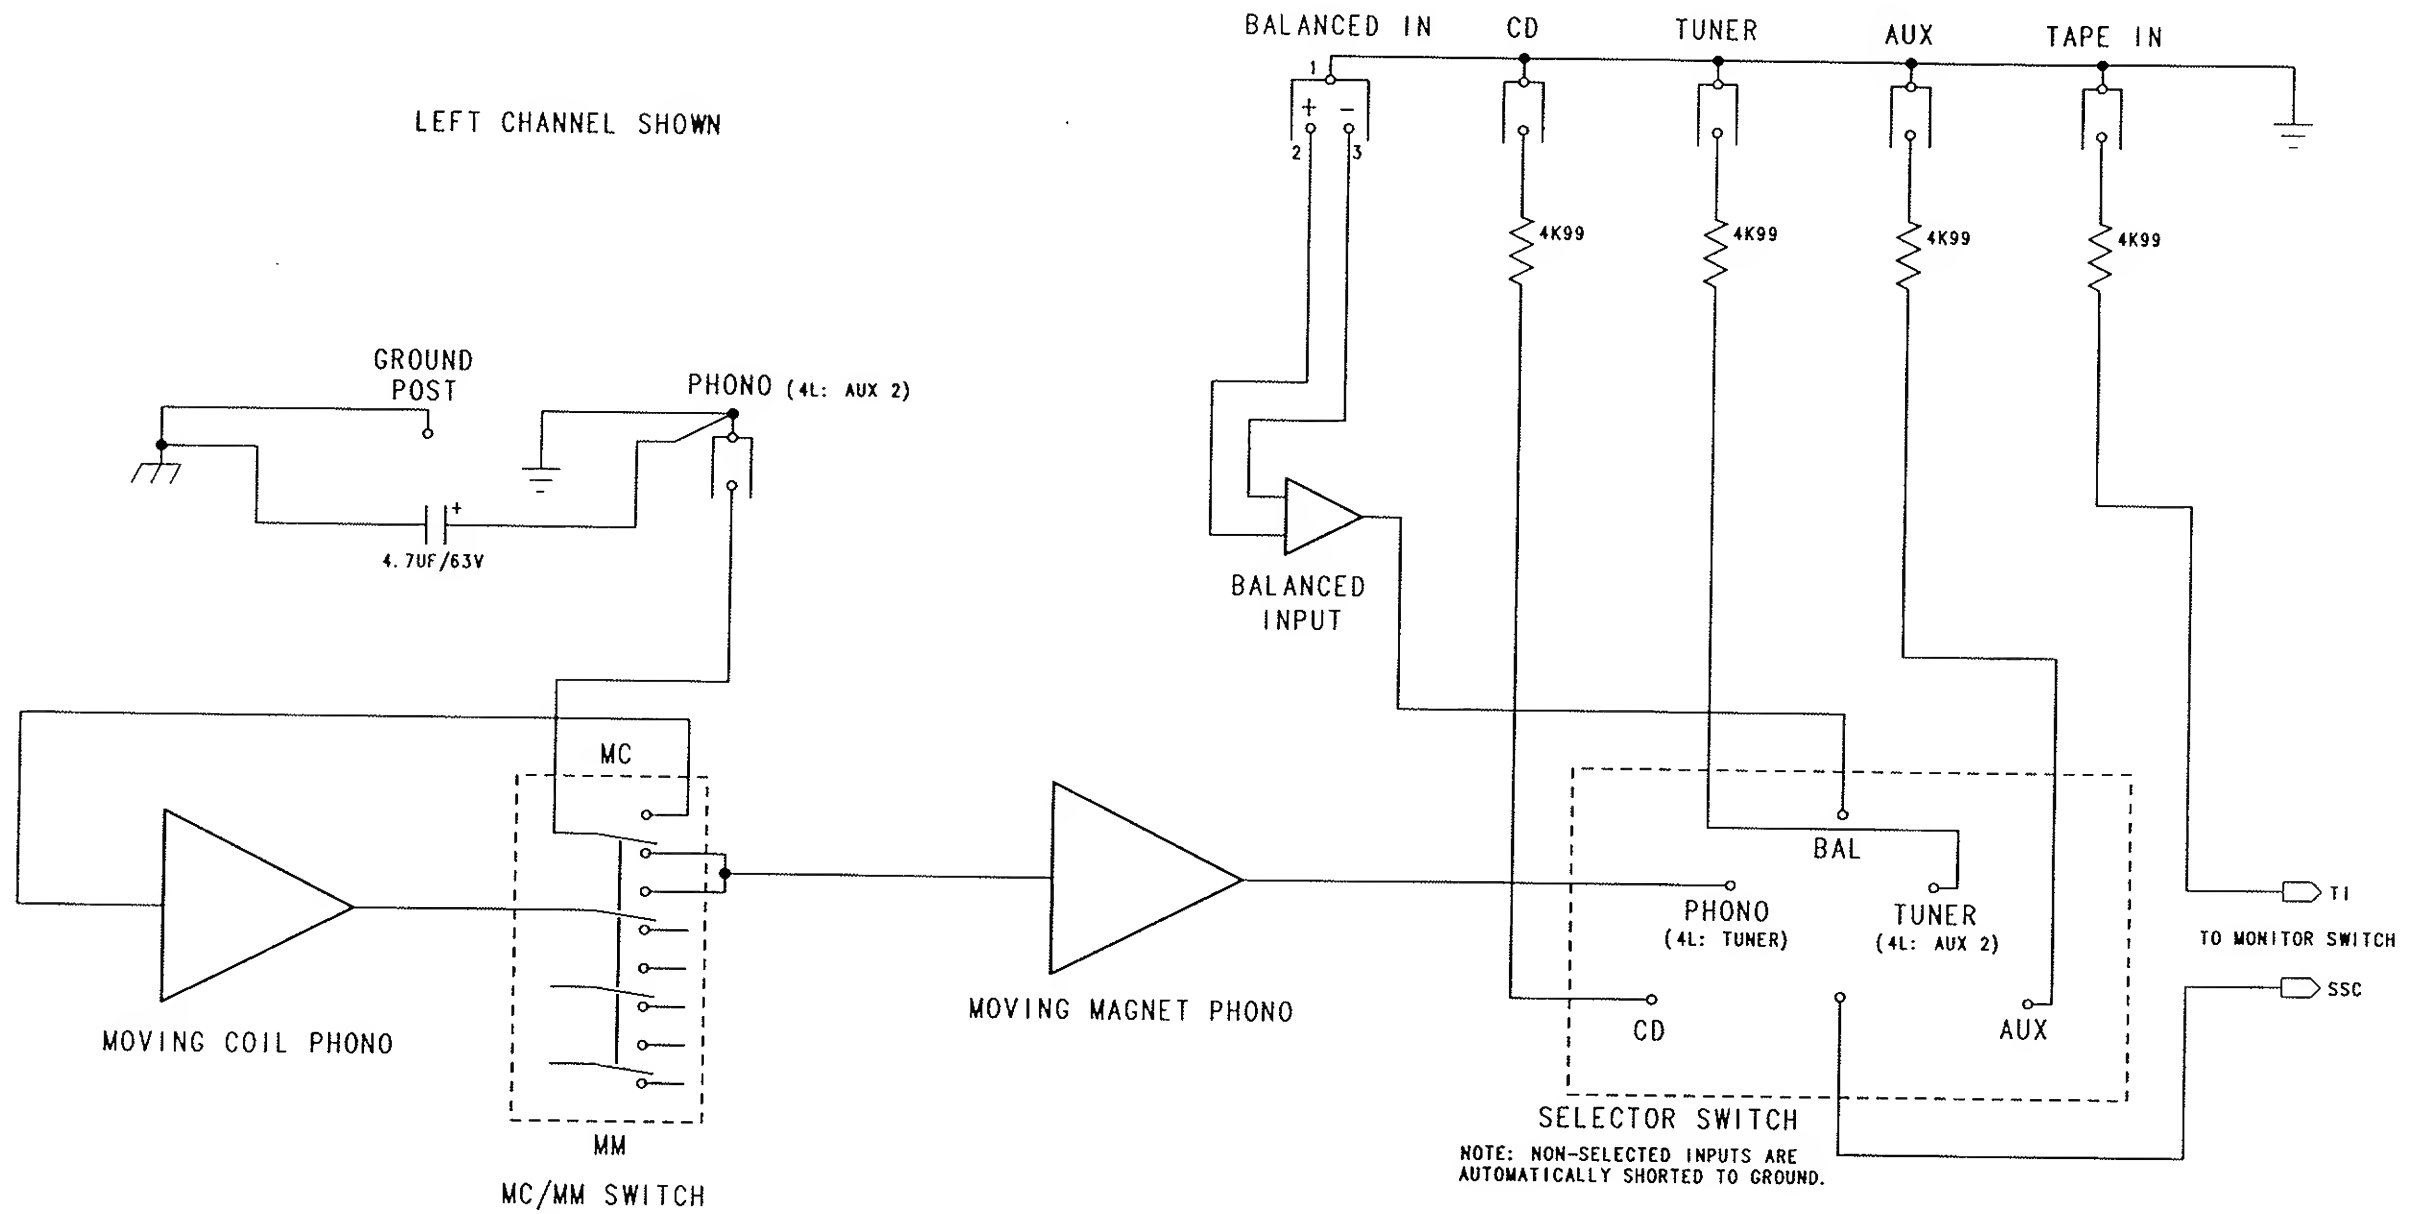 BALANCED IN
CD
TUNER
AUX
TAPE IN
1
+
-
2
3
LEFT CHANNEL SHOWN
4K99
4K99
4K99
4K99
GROUND
POST
PHONO (4L: AUX 2)
+
4.7UF/63V
BALANCED
INPUT
MC
BAL
PHONO
(4L: TUNER)
TUNER
(4L: AUX 2)
TI
TO MONITOR SWITCH
SSC
MOVING COIL PHONO
MOVING MAGNET PHONO
CD
AUX
SELECTOR SWITCH
NOTE: NON-SELECTED INPUTS ARE
AUTOMATICALLY SHORTED TO GROUND.
MM
MC/MM SWITCH